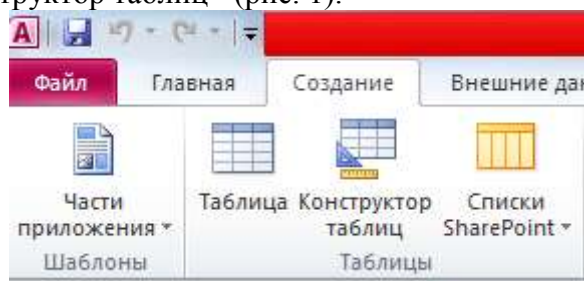 структор таблиц" (рис. 1).
A
Файл Главная Создание Внешние дан
Части приложения Таблица Конструктор таблиц Списки SharePoint
Шаблоны Таблицы